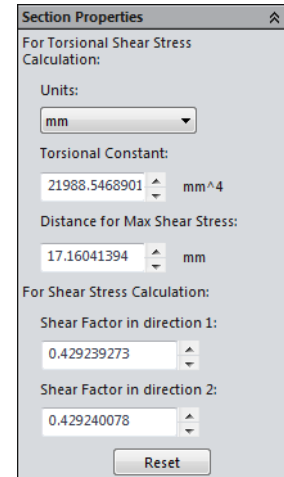 Section Properties
For Torsional Shear Stress
Calculation:
Units:
mm
Torsional Constant:
21988.5468901 mm^4
Distance for Max Shear Stress:
17.16041394 mm
For Shear Stress Calculation:
Shear Factor in direction 1:
0.429239273
Shear Factor in direction 2:
0.429240078
Reset